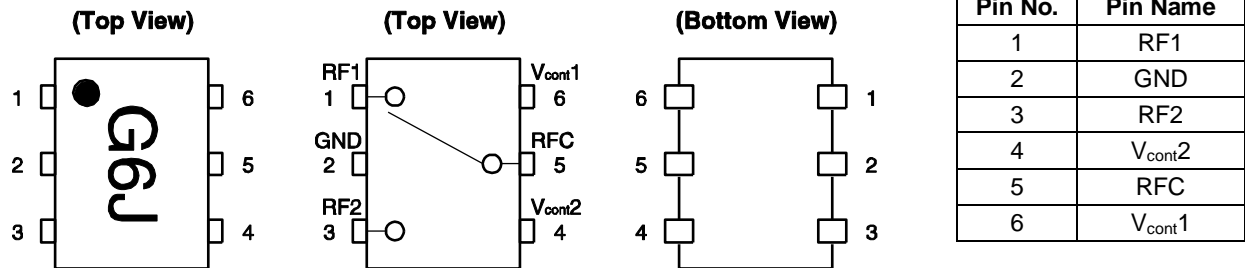 (Top View)
1
2
3
6
5
4
G6J
(Top View)
RF1
1
GND
2
RF2
3
Vcont1
6
RFC
5
Vcont2
4
(Bottom View)
6
5
4
1
2
3
Pin No. Pin Name
1 RF1
2 GND
3 RF2
4 Vcont2
5 RFC
6 Vcont1